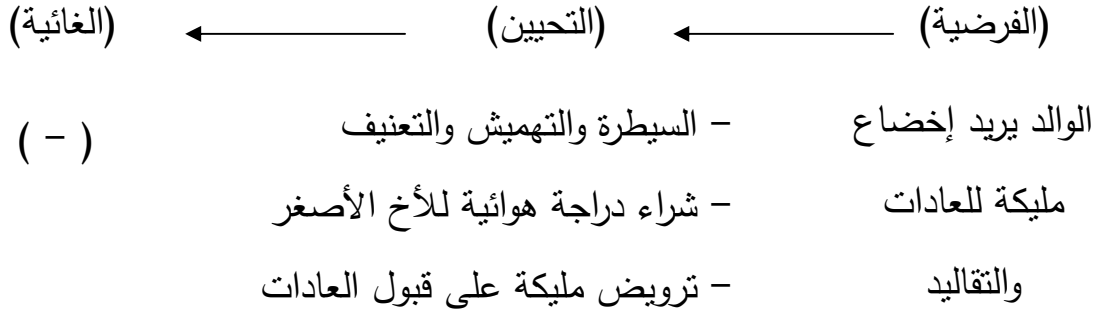 (الفرضية) (التحيين) (الغائية)
الوالد يريد إخضاع – السيطرة والتهميش والتعنيف ( – )
مليكة للعادات – شراء دراجة هوائية للأخ الأصغر
والتقاليد – ترويض مليكة على قبول العادات